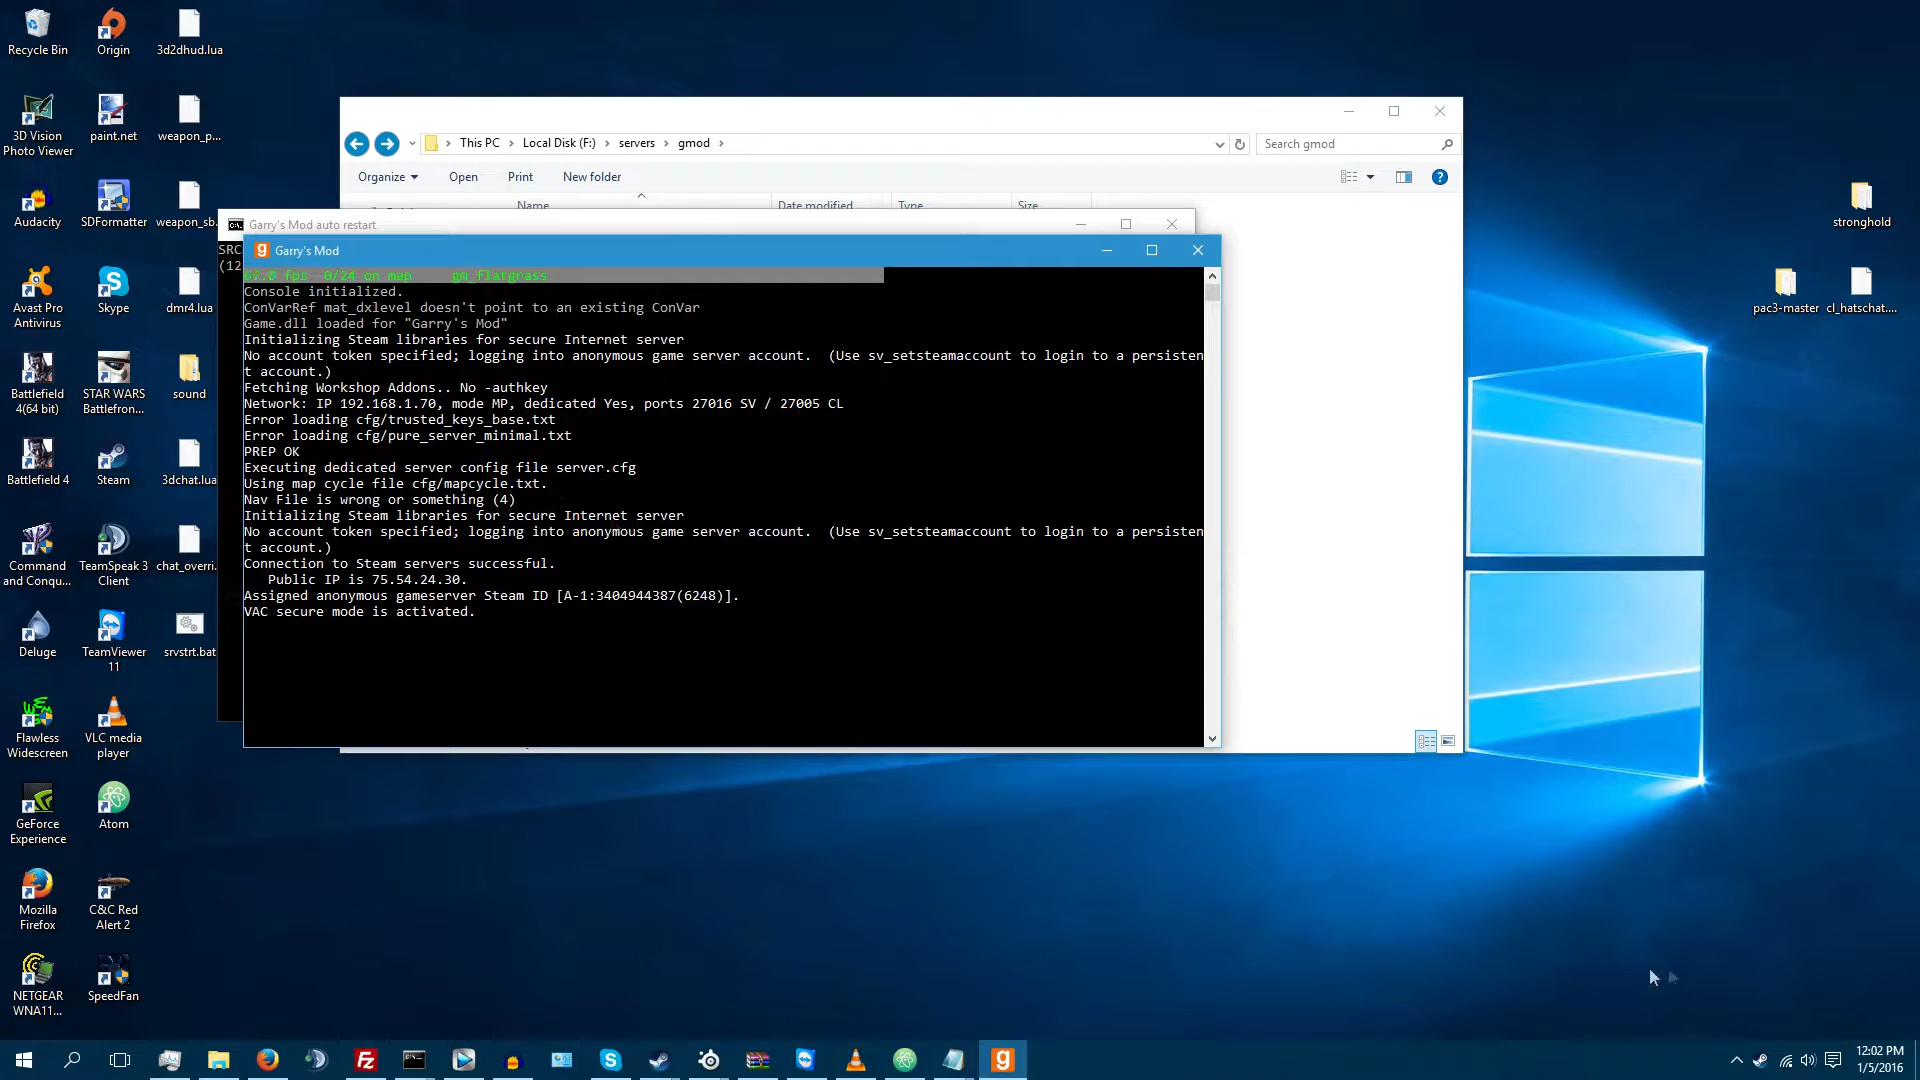 Recycle Bin
Origin
3d2dhud.lua
3D Vision Photo Viewer
paint.net
weapon_p...
Audacity
SDFormatter
weapon_sb.
Avast Pro Antivirus
Skype
dmr4.lua
Battlefield 4(64 bit)
STAR WARS Battlefron...
sound
Battlefield 4
Steam
3dchat.lua
Command and Conqu...
TeamSpeak 3 Client
chat_overri.
Deluge
TeamViewer 11
srvstrt.bat
Flawless Widescreen
VLC media player
GeForce Experience
Atom
Mozilla Firefox
C&C Red Alert 2
NETGEAR WNA11...
SpeedFan
This PC > Local Disk (F:) > servers > gmod >
Search gmod
Organize
Open
Print
New folder
Name
Date modified
Type
Size
Garry's Mod auto restart
SRC
(12
Garry's Mod
fps 0/24 on map gm_flatgrass
Console initialized.
ConVarRef mat_dxlevel doesn't point to an existing ConVar
Game.dll loaded for "Garry's Mod"
Initializing Steam libraries for secure Internet server
No account token specified; logging into anonymous game server account.  (Use sv_setsteamaccount to login to a persisten
t account.)
Fetching Workshop Addons.. No -authkey
Network: IP 192.168.1.70, mode MP, dedicated Yes, ports 27016 SV / 27005 CL
Error loading cfg/trusted_keys_base.txt
Error loading cfg/pure_server_minimal.txt
PREP OK
Executing dedicated server config file server.cfg
Using map cycle file cfg/mapcycle.txt.
Nav File is wrong or something (4)
Initializing Steam libraries for secure Internet server
No account token specified; logging into anonymous game server account.  (Use sv_setsteamaccount to login to a persisten
t account.)
Connection to Steam servers successful.
   Public IP is 75.54.24.30.
Assigned anonymous gameserver Steam ID [A-1:3404944387(6248)].
VAC secure mode is activated.
stronghold
pac3-master
cl_hatschat....
12:02 PM
1/5/2016